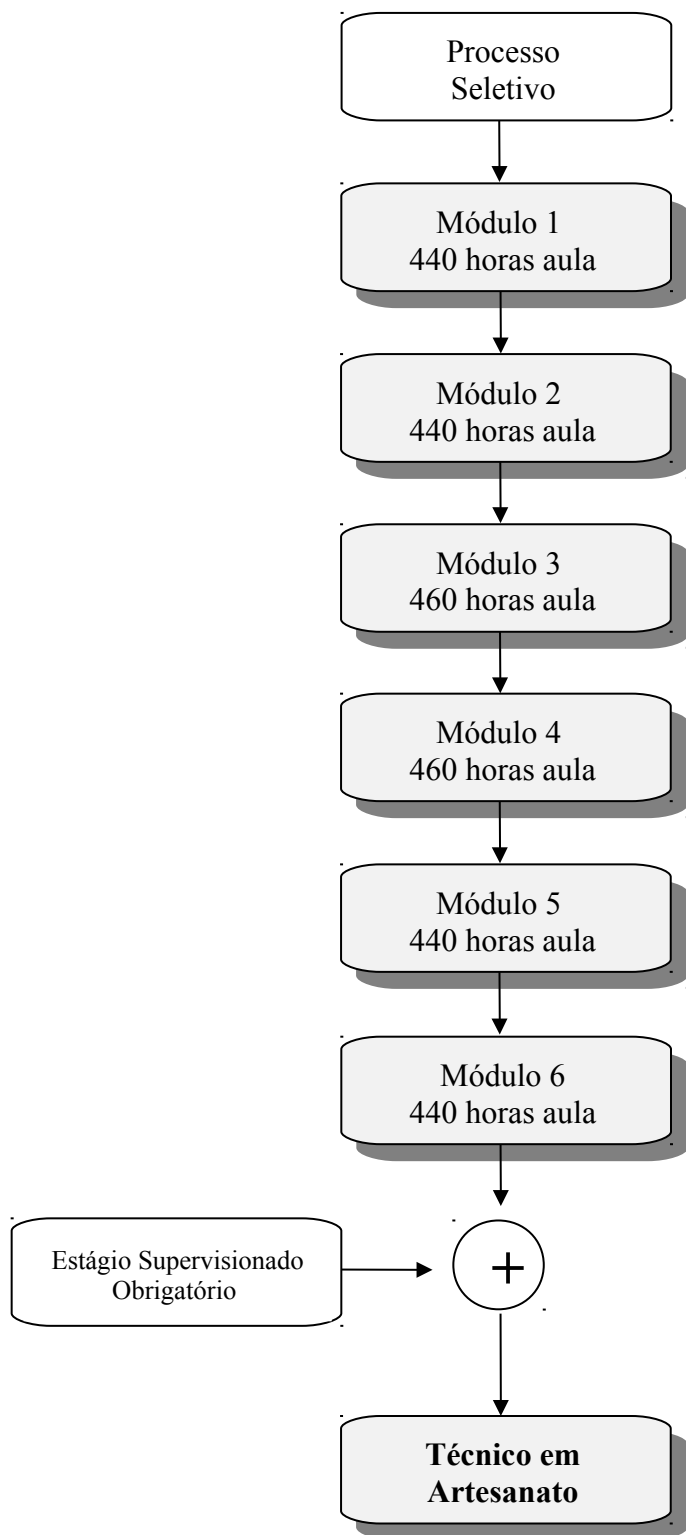 Processo
Seletivo
Módulo 1
440 horas aula
Módulo 2
440 horas aula
Módulo 3
460 horas aula
Módulo 4
460 horas aula
Módulo 5
440 horas aula
Módulo 6
440 horas aula
Estágio Supervisionado
Obrigatório
+
Técnico em
Artesanato